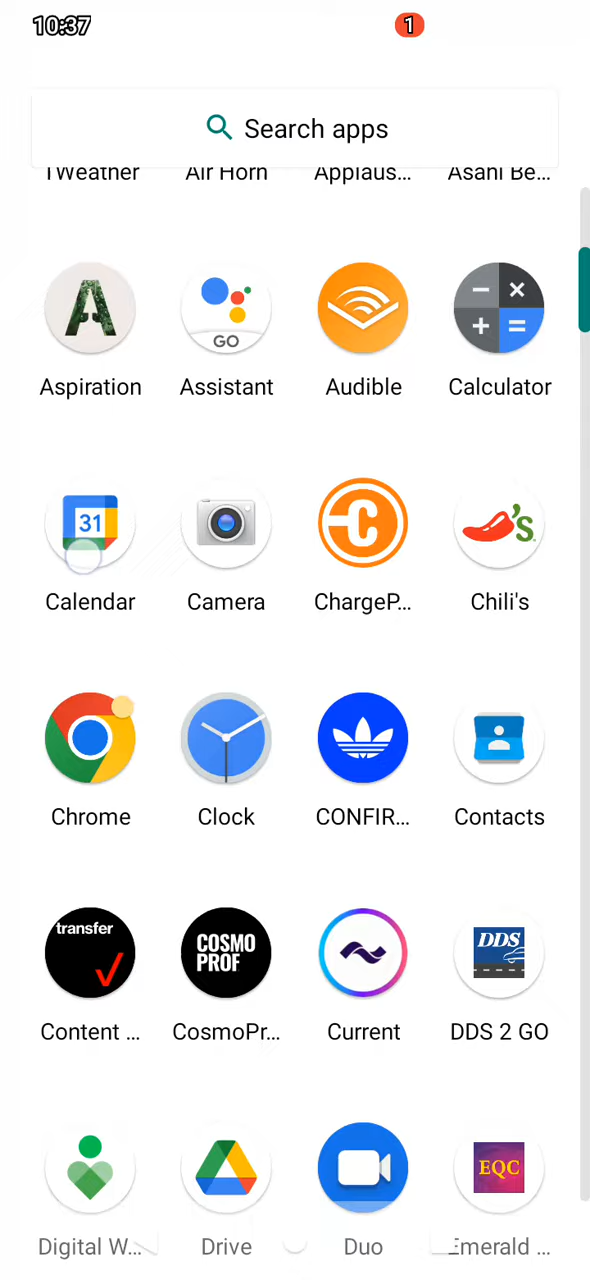 10:37
1
Search apps
1Weather Air Horn Applaus… Asahi Be…
GO
Aspiration Assistant Audible Calculator
31
Calendar Camera ChargeP… Chili's
Chrome Clock CONFIR… Contacts
transfer
COSMO
PROF
DDS
Content … CosmoPr… Current DDS 2 GO
EQC
Digital W… Drive Duo Emerald …